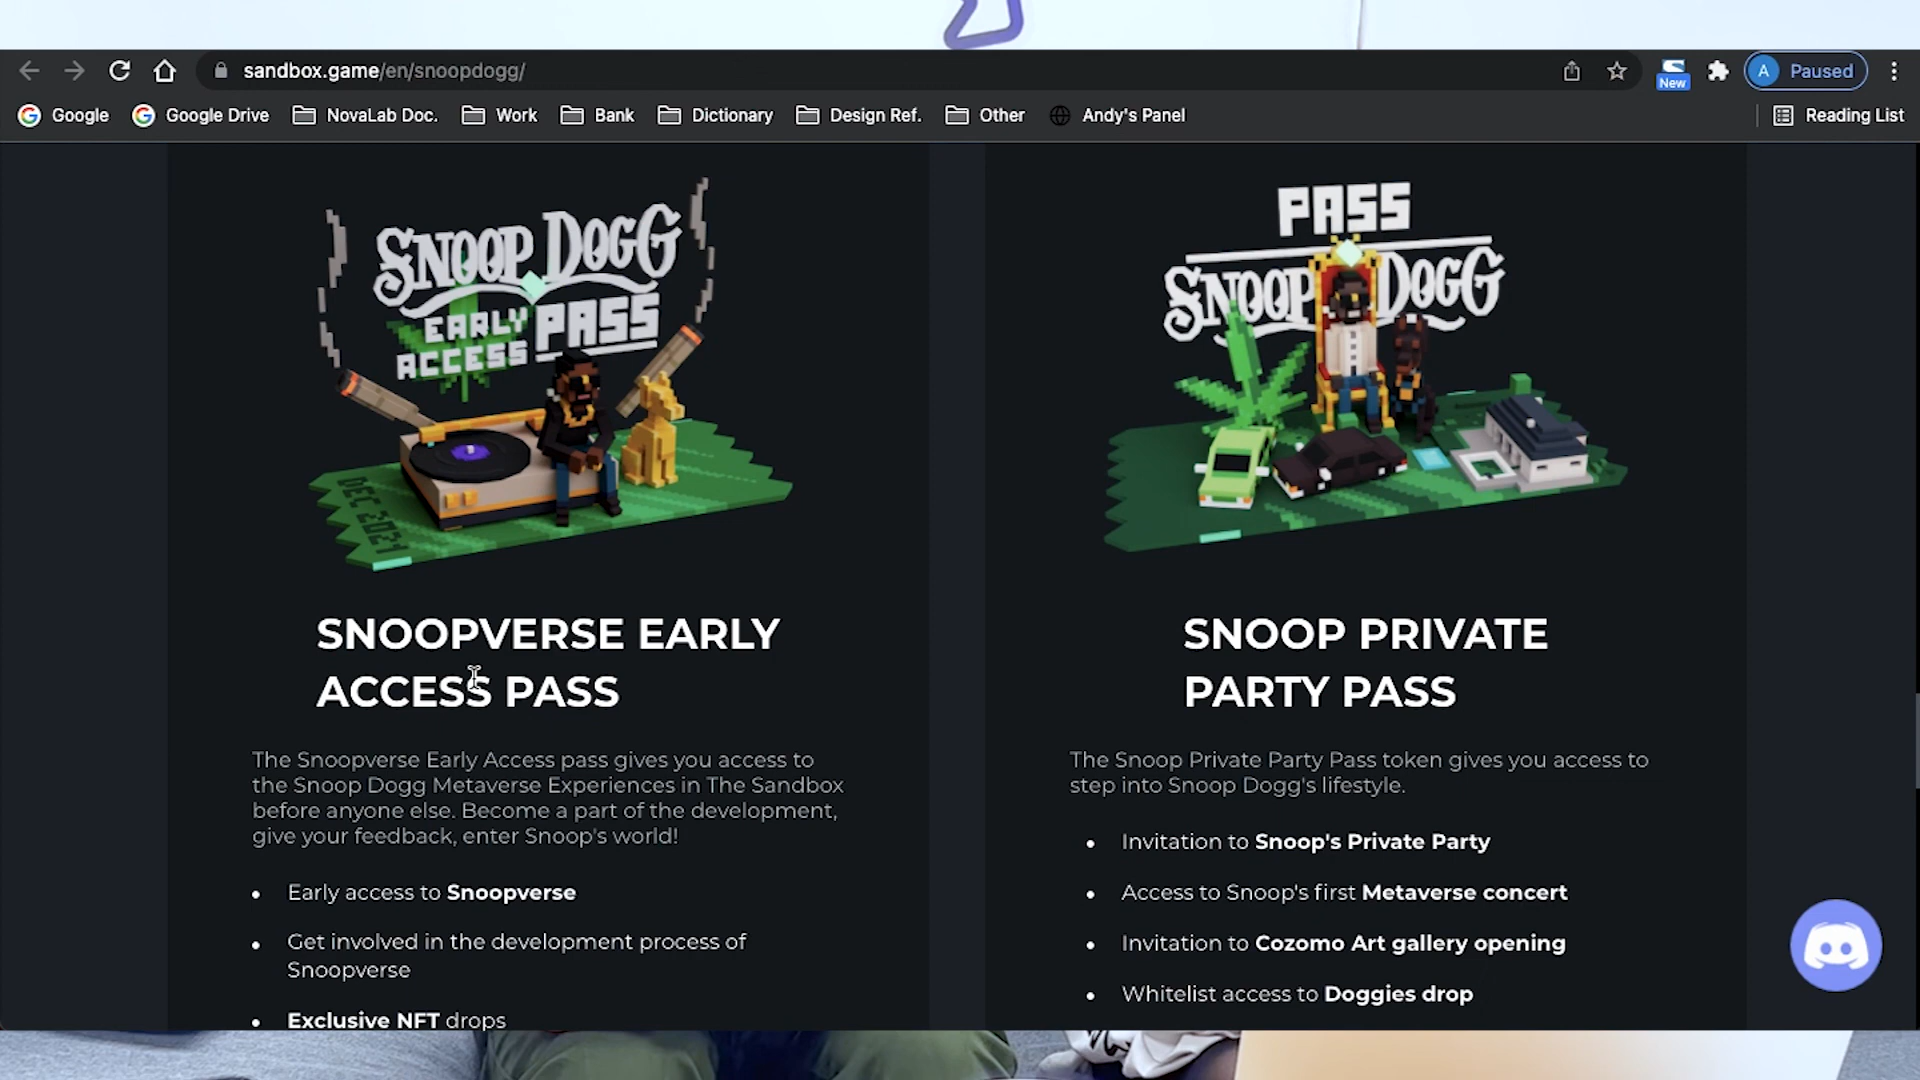 sandbox.game/en/snoopdogg/
New
A
Paused
Google
Google Drive
NovaLab Doc.
Work
Bank
Dictionary
Design Ref.
Other
Andy's Panel
Reading List
SNOOP DOGG
EARLY
ACCESS
PASS
DEC 2021
SNOOPVERSE EARLY
ACCESS PASS
The Snoopverse Early Access pass gives you access to
the Snoop Dogg Metaverse Experiences in The Sandbox
before anyone else. Become a part of the development,
give your feedback, enter Snoop's world!
Early access to Snoopverse
Get involved in the development process of
Snoopverse
Exclusive NFT drops
PASS
SNOOP DOGG
SNOOP PRIVATE
PARTY PASS
The Snoop Private Party Pass token gives you access to
step into Snoop Dogg's lifestyle.
Invitation to Snoop's Private Party
Access to Snoop's first Metaverse concert
Invitation to Cozomo Art gallery opening
Whitelist access to Doggies drop